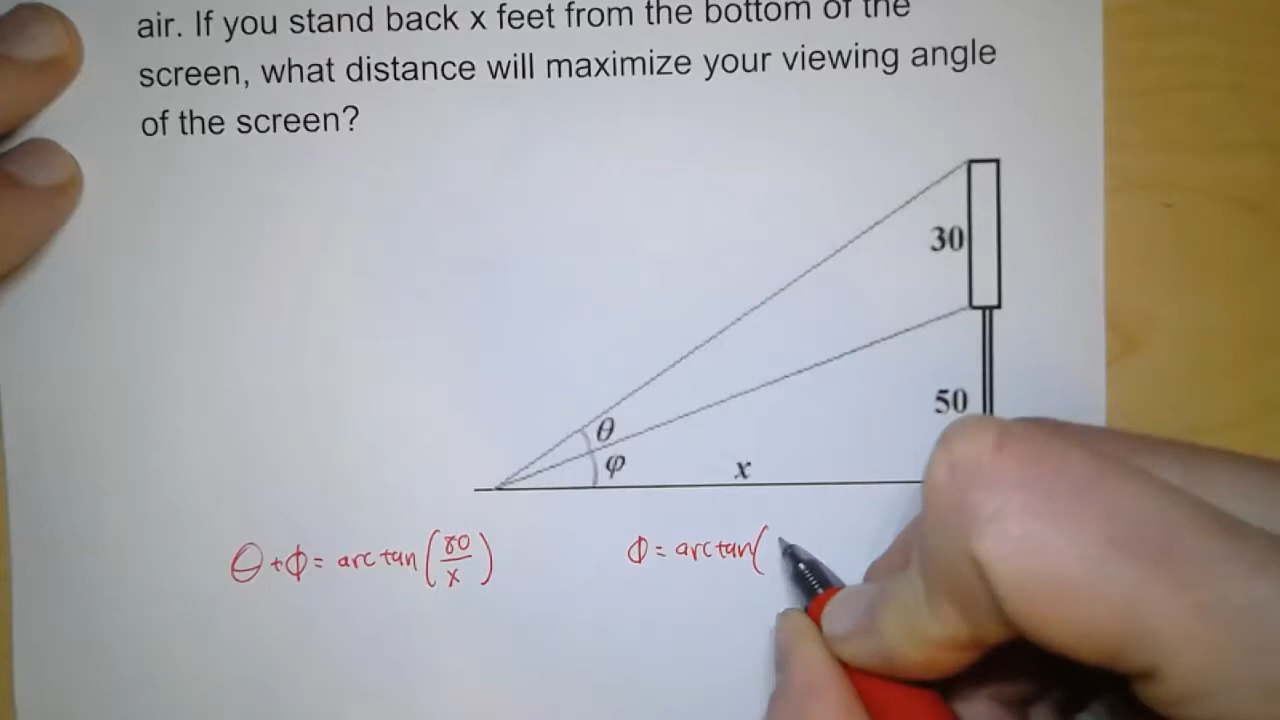 air. If you stand back x feet from the bottom of the
screen, what distance will maximize your viewing angle
of the screen?
30
50
θ
φ
x
θ+ϕ= arctan(80/x)
ϕ= arctan(